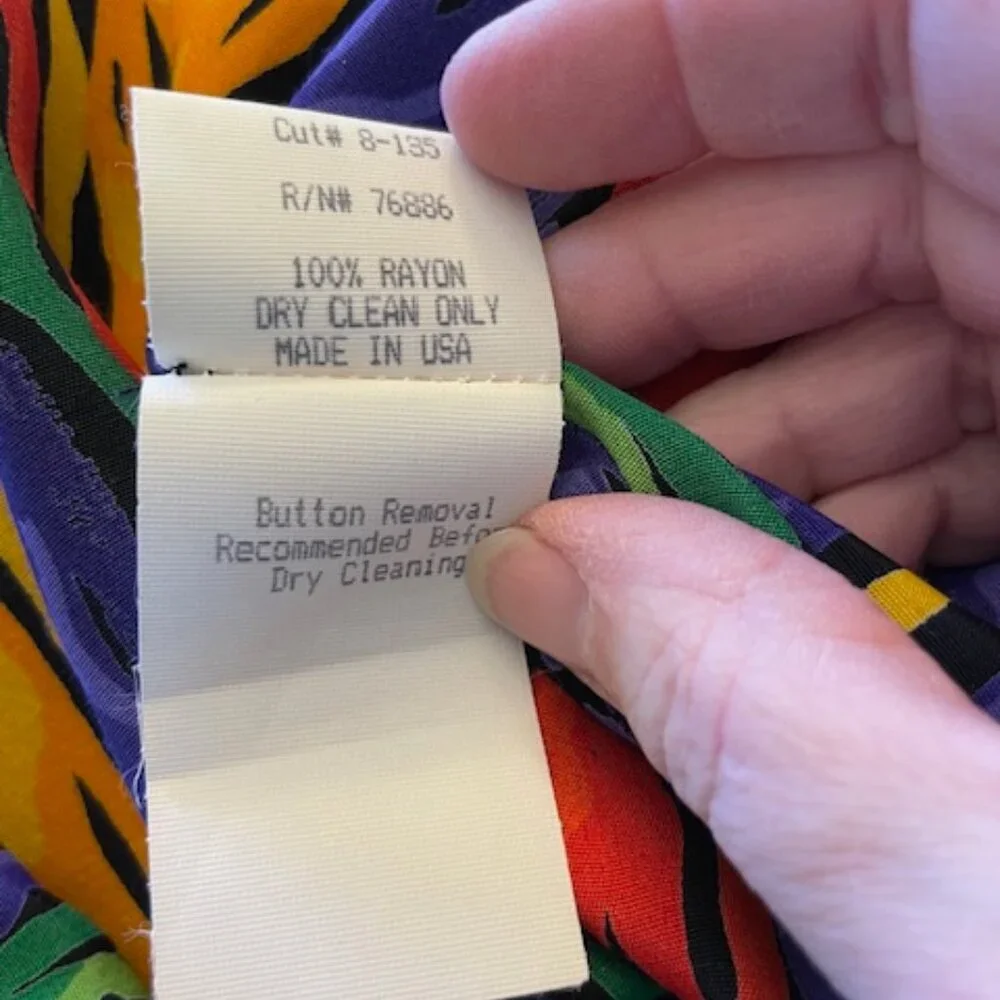 Cut# 8-135
R/N# 76886
100% RAYON
DRY CLEAN ONLY
MADE IN USA
Button Removal
Recommended
Dry Cleaning